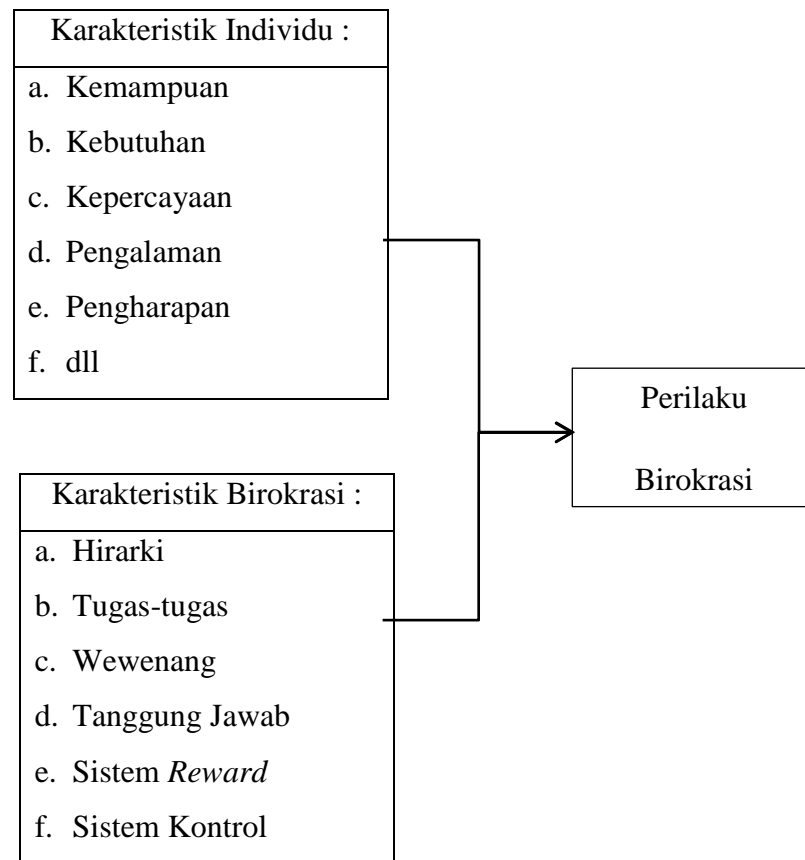 Karakteristik Individu :
a. Kemampuan
b. Kebutuhan
c. Kepercayaan
d. Pengalaman
e. Pengharapan
f. dll
Perilaku
Birokrasi
Karakteristik Birokrasi :
a. Hirarki
b. Tugas-tugas
c. Wewenang
d. Tanggung Jawab
e. Sistem Reward
f. Sistem Kontrol